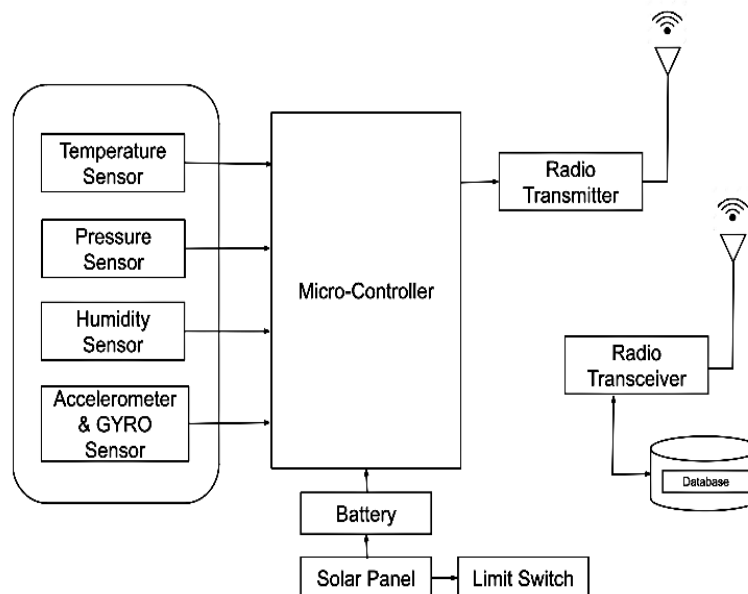 Temperature
Sensor
Pressure
Sensor
Humidity
Sensor
Accelerometer
& GYRO
Sensor
Micro-Controller
Radio
Transmitter
Radio
Transceiver
Database
Battery
Solar Panel
Limit Switch